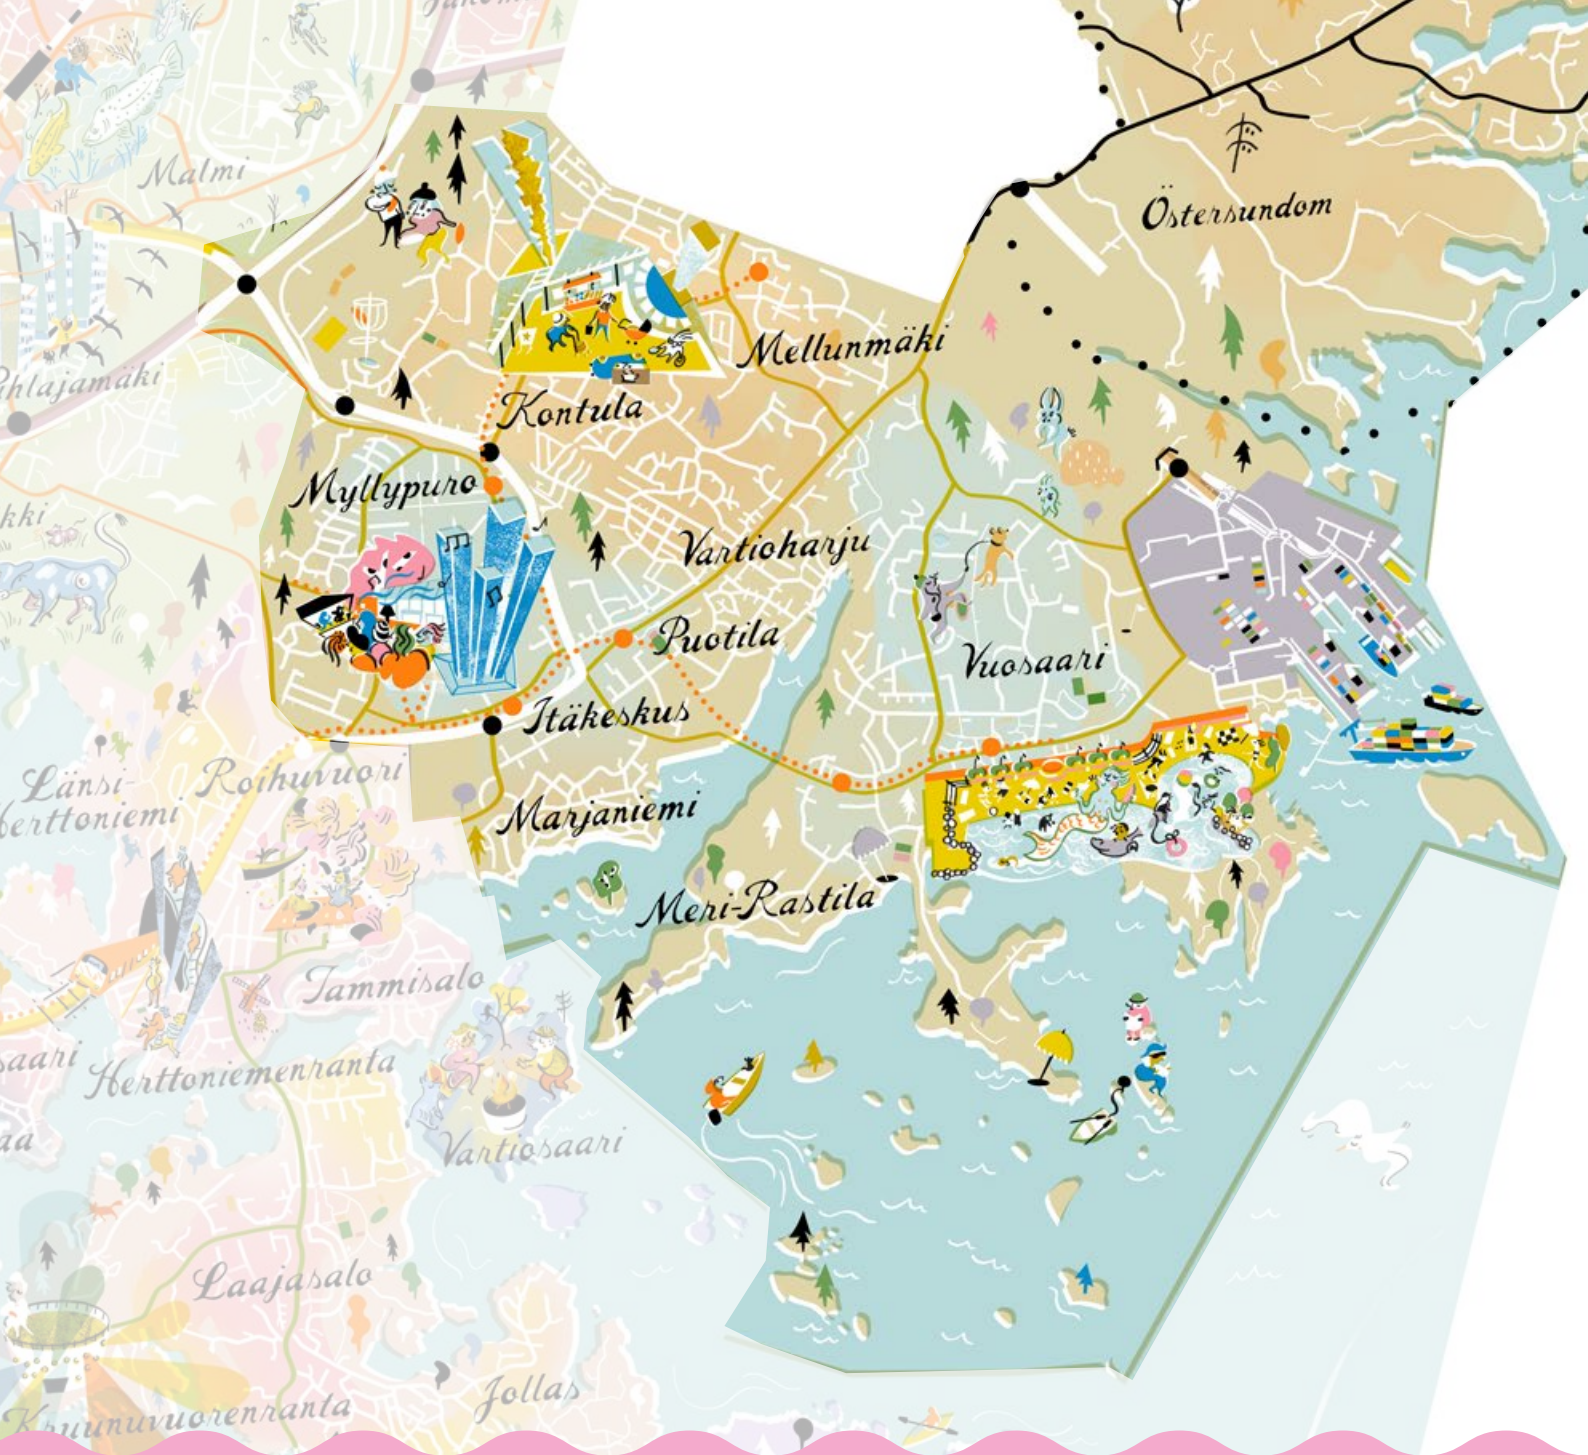 Malmi
Östersundom
Mellunmäki
Kontula
Myllypuro
Vartioharju
Puotila
Vuosaari
Itäkeskus
Länsi-
Roihuvuori
Marjaniemi
Meri-Rastila
Tammisalo
Herttoniemenranta
Vartiosaari
Laajasalo
Jollas
Kruunuvuorenranta